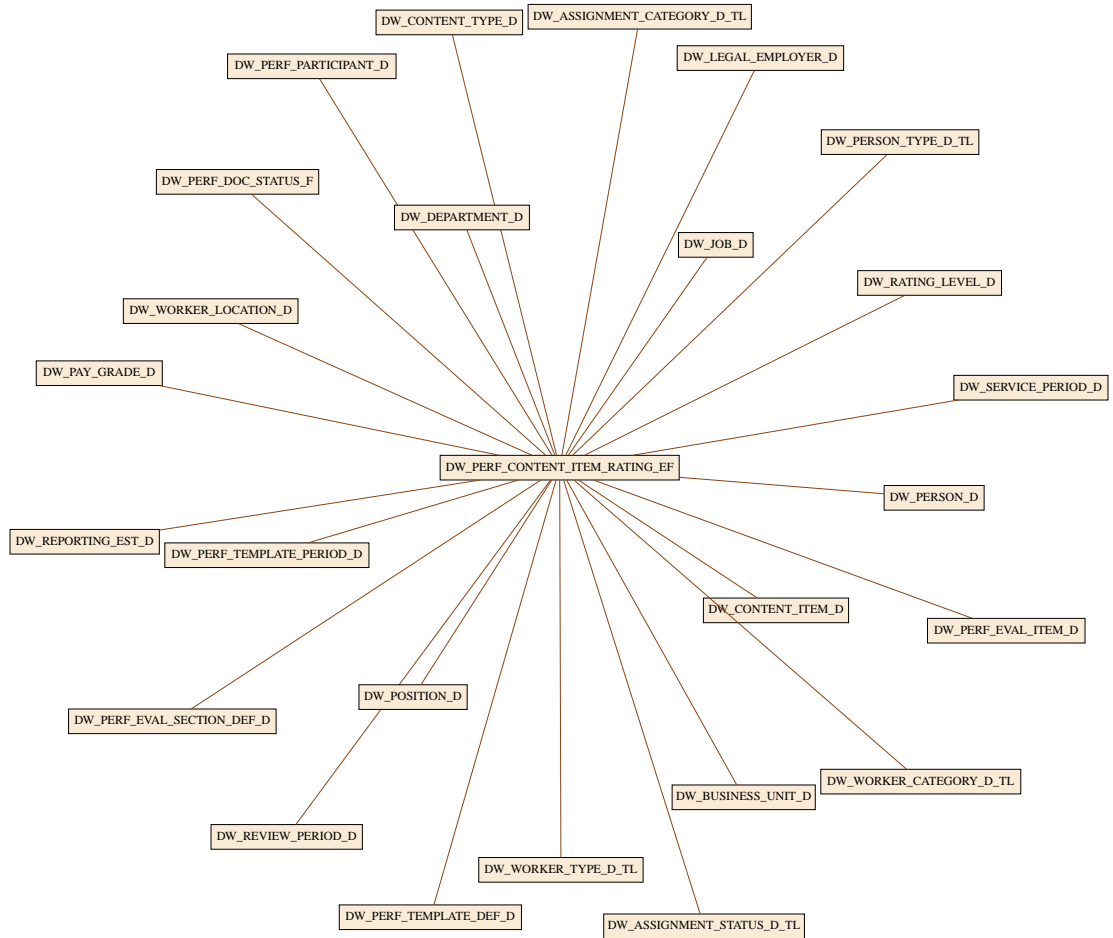 DW_ASSIGNMENT_CATEGORY_D_TL
DW_CONTENT_TYPE_D
DW_LEGAL_EMPLOYER_D
DW_PERF_PARTICIPANT_D
DW_PERSON_TYPE_D_TL
DW_PERF_DOC_STATUS_F
DW_DEPARTMENT_D
DW_JOB_D
DW_RATING_LEVEL_D
DW_WORKER_LOCATION_D
DW_PAY_GRADE_D
DW_SERVICE_PERIOD_D
DW_PERF_CONTENT_ITEM_RATING_EF
DW_PERSON_D
DW_REPORTING_EST_D
DW_PERF_TEMPLATE_PERIOD_D
DW_CONTENT_ITEM_D
DW_PERF_EVAL_ITEM_D
DW_POSITION_D
DW_PERF_EVAL_SECTION_DEF_D
DW_WORKER_CATEGORY_D_TL
DW_BUSINESS_UNIT_D
DW_REVIEW_PERIOD_D
DW_WORKER_TYPE_D_TL
DW_PERF_TEMPLATE_DEF_D
DW_ASSIGNMENT_STATUS_D_TL